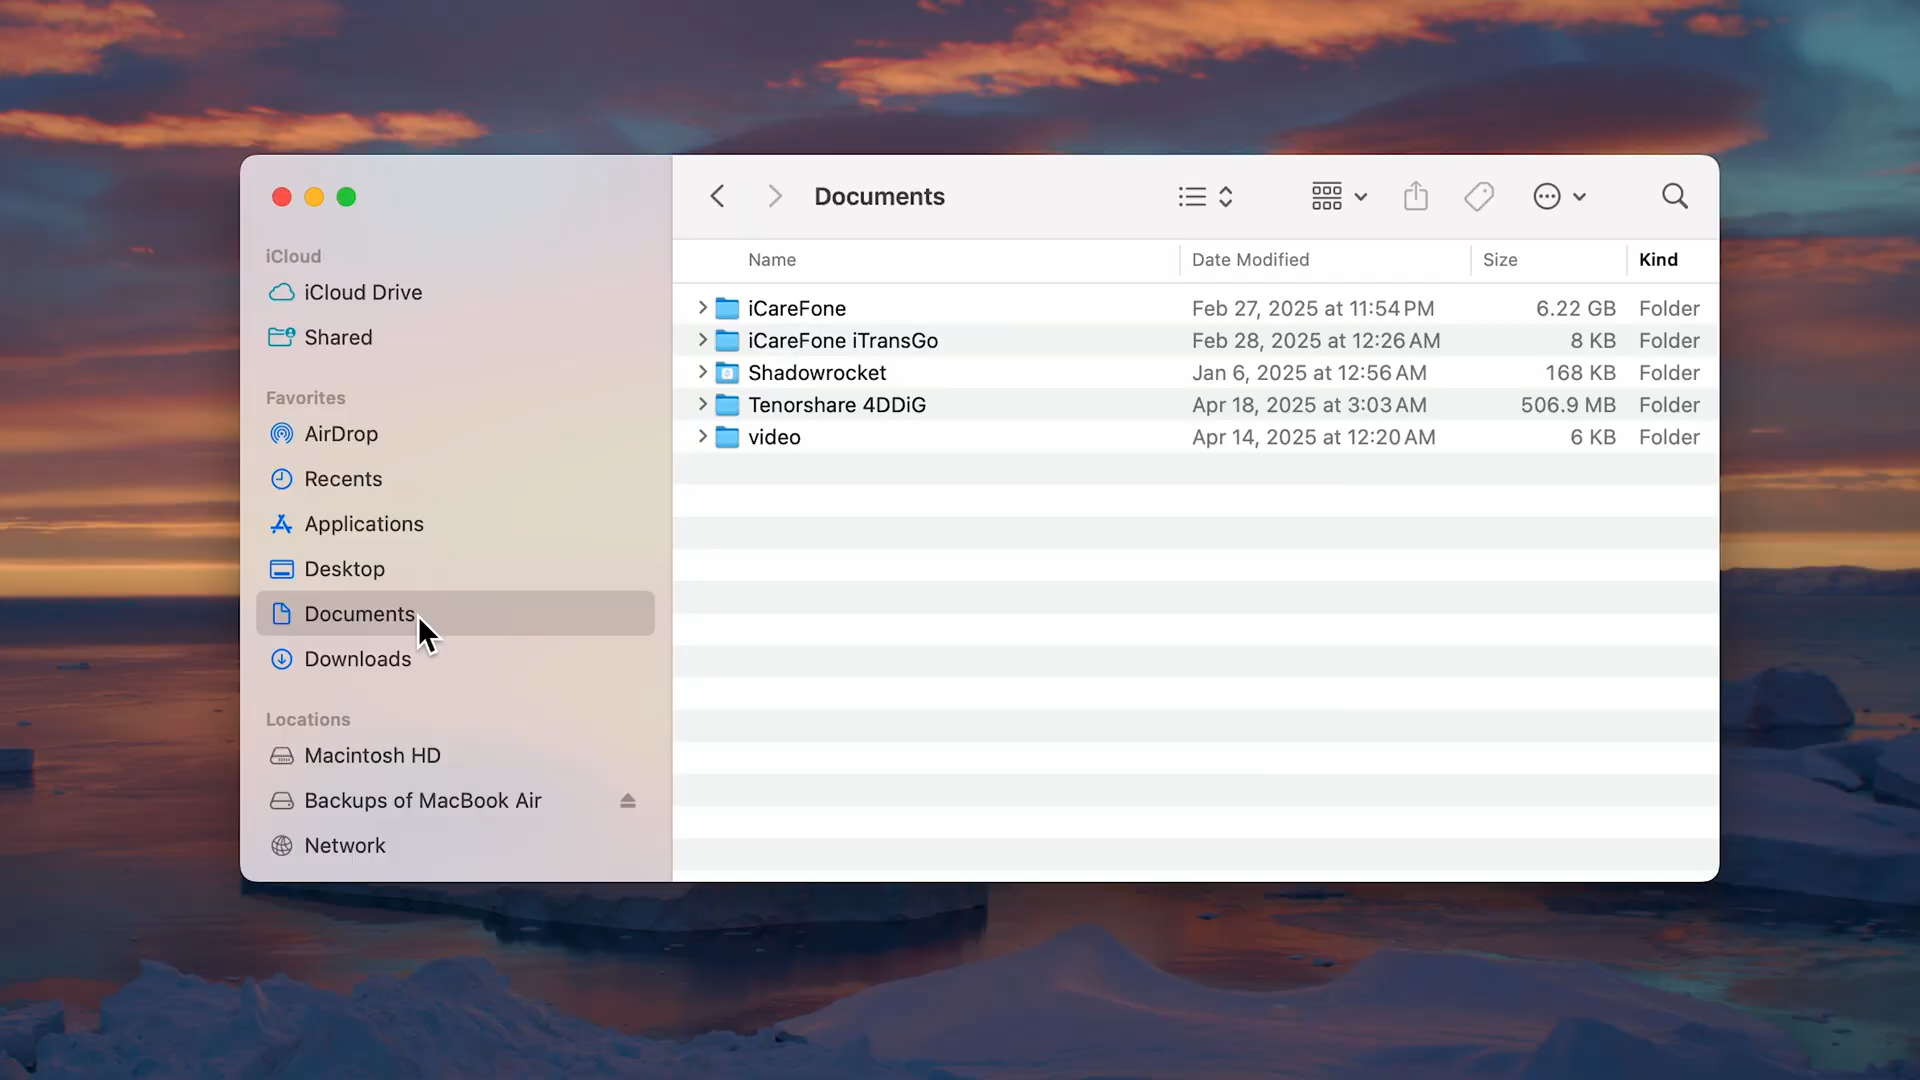 Documents
iCloud
iCloud Drive
Shared
Favorites
AirDrop
Recents
Applications
Desktop
Documents
Downloads
Locations
Macintosh HD
Backups of MacBook Air
Network
Name Date Modified Size Kind
iCareFone Feb 27, 2025 at 11:54 PM 6.22 GB Folder
iCareFone iTransGo Feb 28, 2025 at 12:26 AM 8 KB Folder
Shadowrocket Jan 6, 2025 at 12:56 AM 168 KB Folder
Tenorshare 4DDiG Apr 18, 2025 at 3:03 AM 506.9 MB Folder
video Apr 14, 2025 at 12:20 AM 6 KB Folder